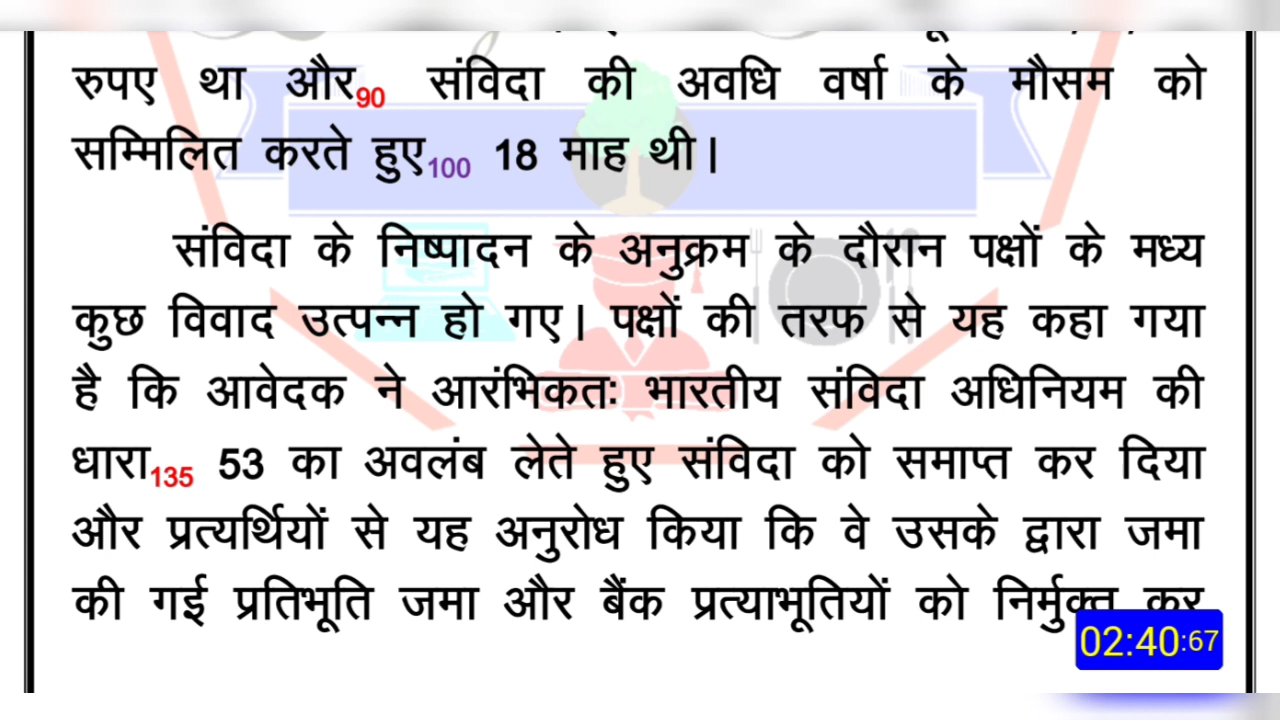 रुपए था और90 संविदा की अवधि वर्षा के मौसम को
सम्मिलित करते हुए100 18 माह थी।
संविदा के निष्पादन के अनुक्रम के दौरान पक्षों के मध्य
कुछ विवाद उत्पन्न हो गए। पक्षों की तरफ से यह कहा गया
है कि आवेदक ने आरंभिकतः भारतीय संविदा अधिनियम की
धारा135 53 का अवलंब लेते हुए संविदा को समाप्त कर दिया
और प्रत्यर्थियों से यह अनुरोध किया कि वे उसके द्वारा जमा
की गई प्रतिभूति जमा और बैंक प्रत्याभूतियों को निर्मुक्त कर
02:40:67